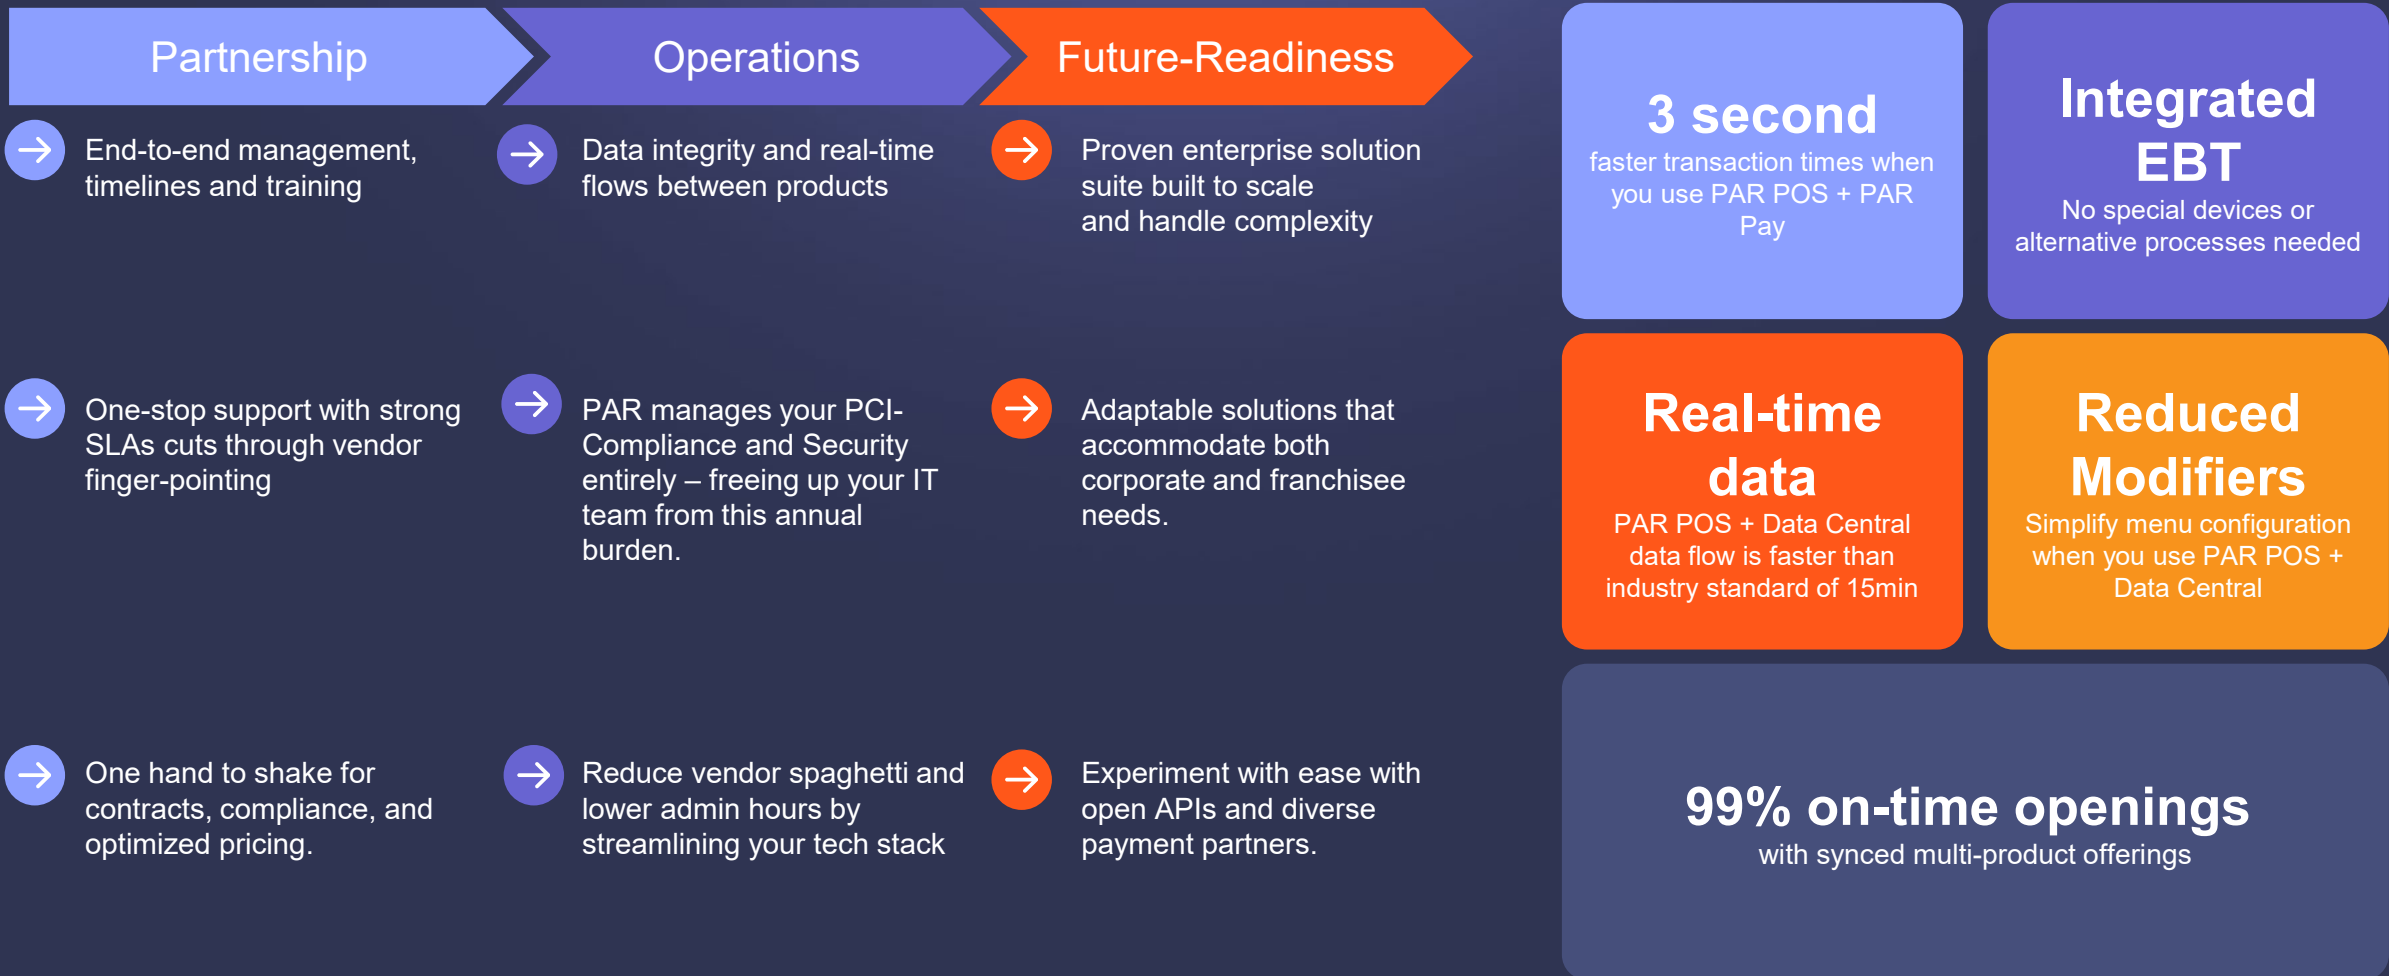 Partnership
End-to-end management,
timelines and training
One-stop support with strong
SLAs cuts through vendor
finger-pointing
One hand to shake for
contracts, compliance, and
optimized pricing.
Operations
Data integrity and real-time
flows between products
PAR manages your PCI-
Compliance and Security
entirely – freeing up your IT
team from this annual
burden.
Reduce vendor spaghetti and
lower admin hours by
streamlining your tech stack
Future-Readiness
Proven enterprise solution
suite built to scale
and handle complexity
Adaptable solutions that
accommodate both
corporate and franchisee
needs.
Experiment with ease with
open APIs and diverse
payment partners.
3 second
faster transaction times when
you use PAR POS + PAR
Pay
Integrated
EBT
No special devices or
alternative processes needed
Real-time
data
PAR POS + Data Central
data flow is faster than
industry standard of 15min
Reduced
Modifiers
Simplify menu configuration
when you use PAR POS +
Data Central
99% on-time openings
with synced multi-product offerings